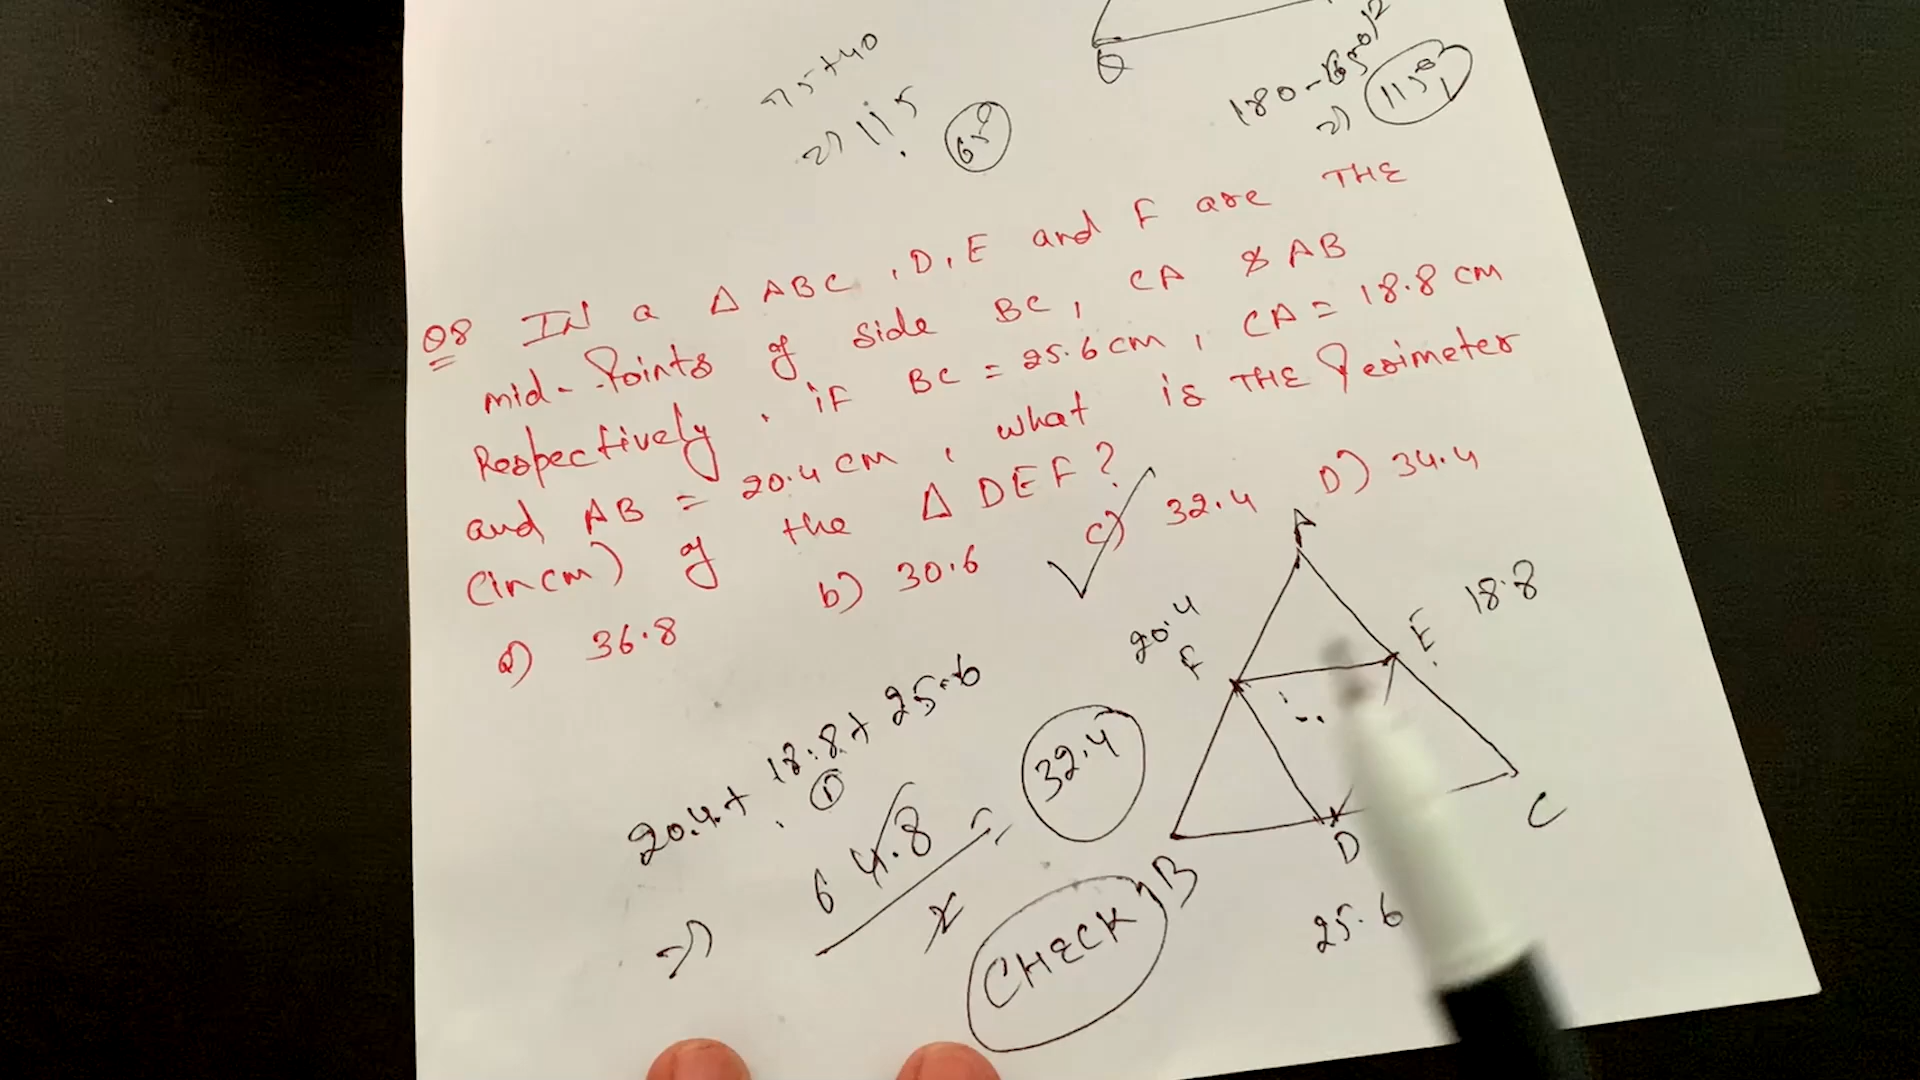 Q
75+40
=) 115
65°
180-65°
=) 115°
Q8 IN a Δ ABC, D, E and F are THE
mid-Points of side BC, CA & AB
Respectively. if BC = 25.6cm, CA = 18.8 cm
and AB = 20.4 cm, what is THE Perimeter
(in cm) of the Δ DEF?
a) 36.8 b) 30.6 c) 32.4 D) 34.4
20.4+ 18.8+ 25.6
=) 64.8 = 32.4
2
CHECK
A
20.4
F
E
18.8
B
D
C
25.6